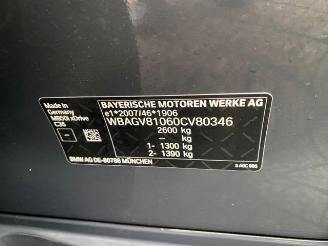 Made in
Germany
M850i xDrive
C35
BAYERISCHE MOTOREN WERKE AG
e1*2007/46*1906
WBAGV81060CV80346
2600 kg
— kg
1- 1300 kg
2- 1390 kg
BMW AG DE-80788 MÜNCHEN